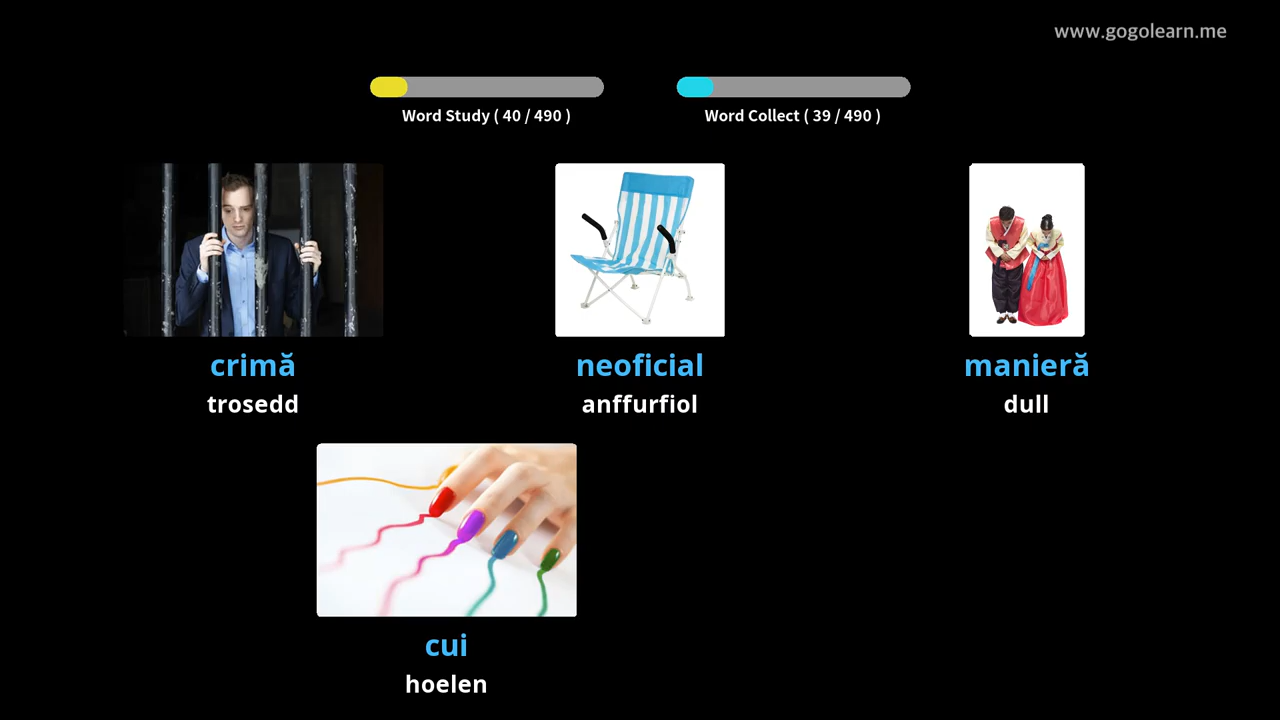 www.gogolearn.me
Word Study ( 40 / 490 )
Word Collect ( 39 / 490 )
crimă
neoficial
manieră
trosedd
anffurfiol
dull
cui
hoelen